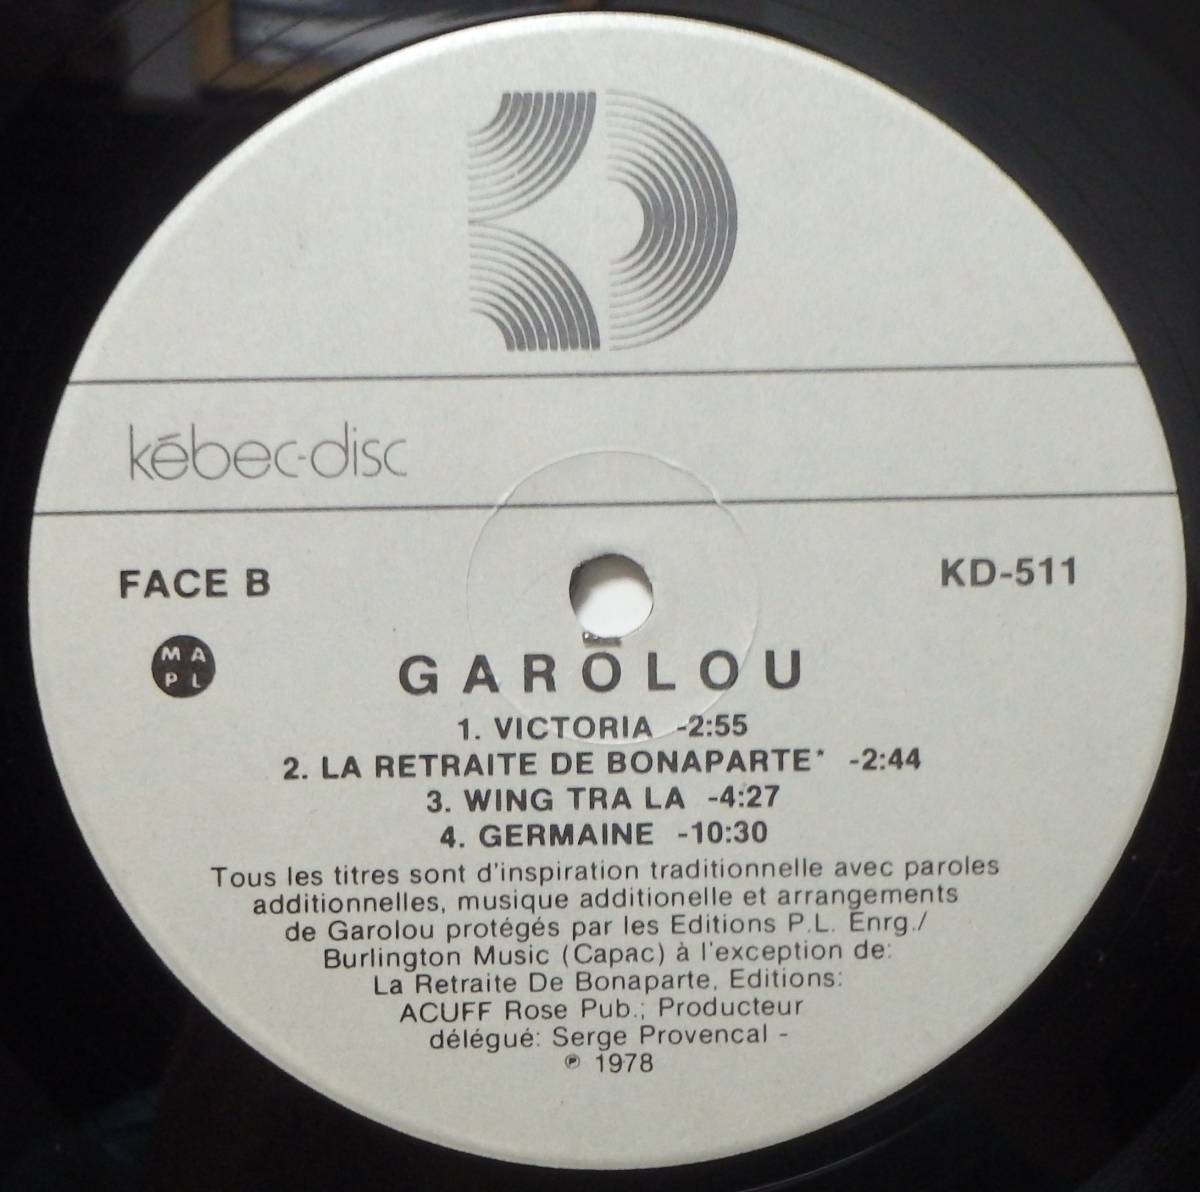 KD
kébec-disc
FACE B
KD-511
M A
P L
GAROLOU
1. VICTORIA -2:55
2. LA RETRAITE DE BONAPARTE* -2:44
3. WING TRA LA -4:27
4. GERMAINE -10:30
Tous les titres sont d'inspiration traditionnelle avec paroles
additionnelles, musique additionelle et arrangements
de Garolou protégés par les Editions P.L. Enrg./
Burlington Music (Capac) à l'exception de:
La Retraite De Bonaparte, Editions:
ACUFF Rose Pub.; Producteur
délégué: Serge Provencal -
℗ 1978